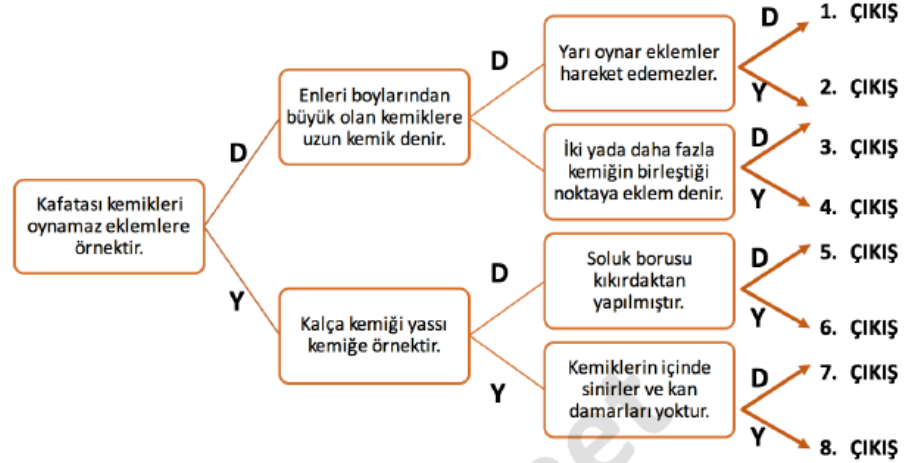 Kafatası kemikleri
oynamaz eklemlere
örnektir.
D
Y
Enleri boylarından
büyük olan kemiklere
uzun kemik denir.
D
Y
Kalça kemiği yassı
kemiğe örnektir.
D
Y
Yarı oynar eklemler
hareket edemezler.
D
Y
İki yada daha fazla
kemiğin birleştiği
noktaya eklem denir.
D
Y
Soluk borusu
kıkırdaktan
yapılmıştır.
D
Y
Kemiklerin içinde
sinirler ve kan
damarları yoktur.
D
Y
1. ÇIKIŞ
2. ÇIKIŞ
3. ÇIKIŞ
4. ÇIKIŞ
5. ÇIKIŞ
6. ÇIKIŞ
7. ÇIKIŞ
8. ÇIKIŞ